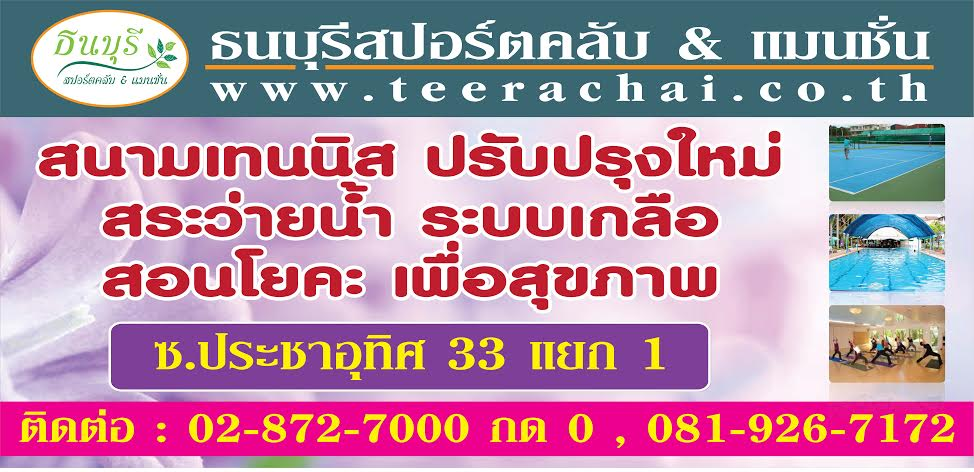 ธนบุรี
สปอร์ตคลับ & แมนชั่น
ธนบุรีสปอร์ตคลับ & แมนชั่น
www.teerachai.co.th
สนามเทนนิส ปรับปรุงใหม่
สระว่ายน้ำ ระบบเกลือ
สอนโยคะ เพื่อสุขภาพ
ซ.ประชาอุทิศ 33 แยก 1
ติดต่อ : 02-872-7000 กด 0 , 081-926-7172